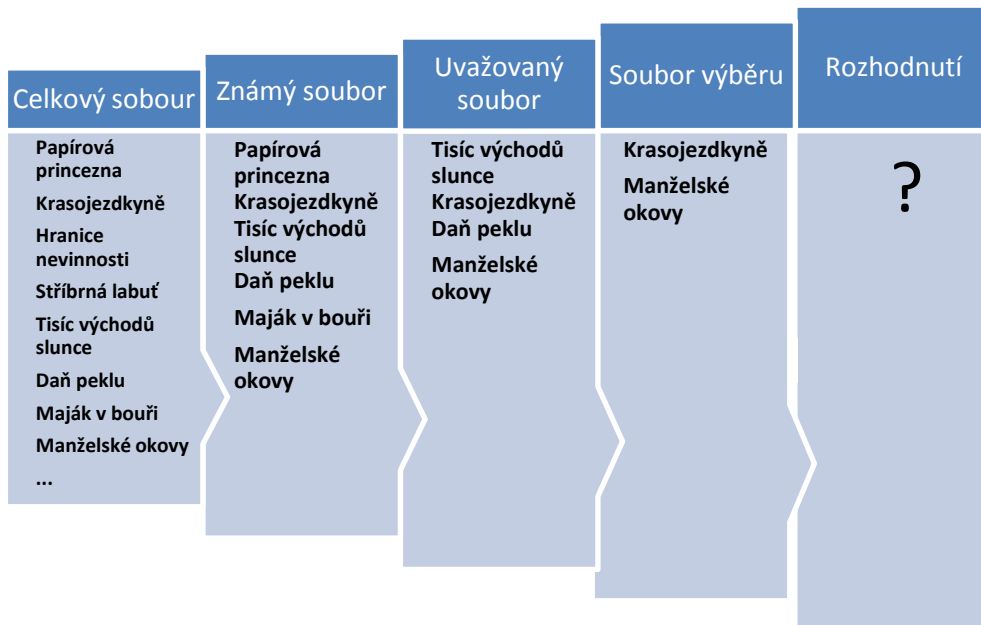 Celkový sobour
Papírová
princezna
Krasojezdkyně
Hranice
nevinnosti
Stříbrná labuť
Tisíc východů
slunce
Daň peklu
Maják v bouři
Manželské okovy
...
Známý soubor
Papírová
princezna
Krasojezdkyně
Tisíc východů
slunce
Daň peklu
Maják v bouři
Manželské
okovy
Uvažovaný
soubor
Tisíc východů
slunce
Krasojezdkyně
Daň peklu
Manželské
okovy
Soubor výběru
Krasojezdkyně
Manželské
okovy
Rozhodnutí
?